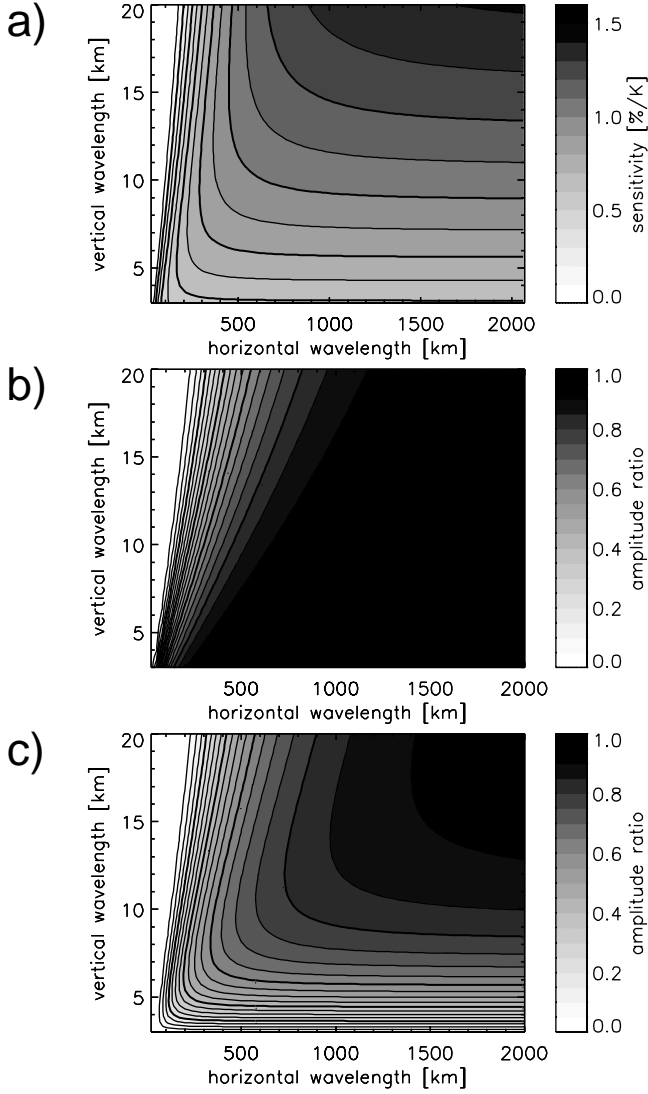 a)
20
15
10
5
vertical wavelength [km]
500 1000 1500 2000
horizontal wavelength [km]
1.5
1.0
0.5
0.0
sensitivity [%/K]
b)
20
15
10
5
vertical wavelength [km]
500 1000 1500 2000
horizontal wavelength [km]
1.0
0.8
0.6
0.4
0.2
0.0
amplitude ratio
c)
20
15
10
5
vertical wavelength [km]
500 1000 1500 2000
horizontal wavelength [km]
1.0
0.8
0.6
0.4
0.2
0.0
amplitude ratio